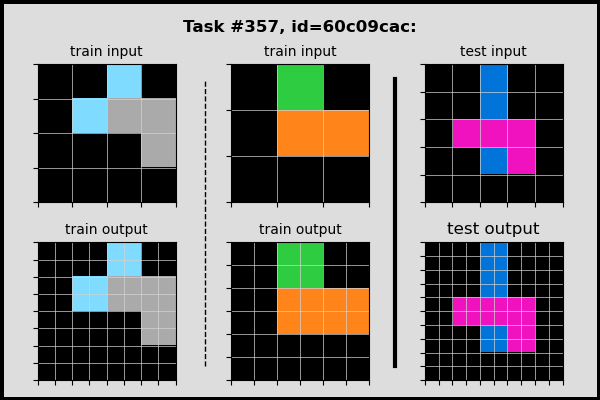 Task #357, id=60c09cac:
train input
train input
test input
train output
train output
test output